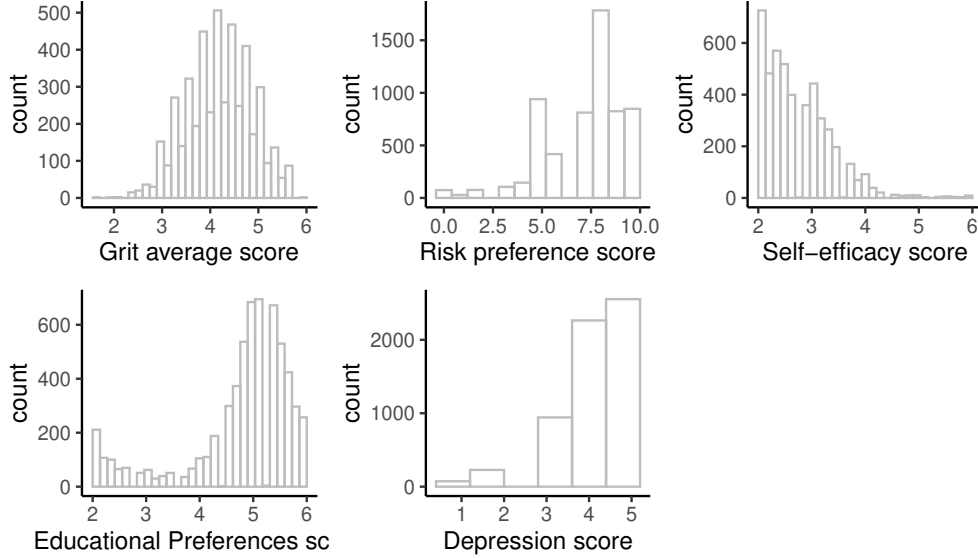 500
400
300
200
100
0
count
2 3 4 5 6
Grit average score
1500
1000
500
0
count
0.0 2.5 5.0 7.5 10.0
Risk preference score
600
400
200
0
count
2 3 4 5 6
Self−efficacy score
600
400
200
0
count
2 3 4 5 6
Educational Preferences sc
2000
1000
0
count
1 2 3 4 5
Depression score